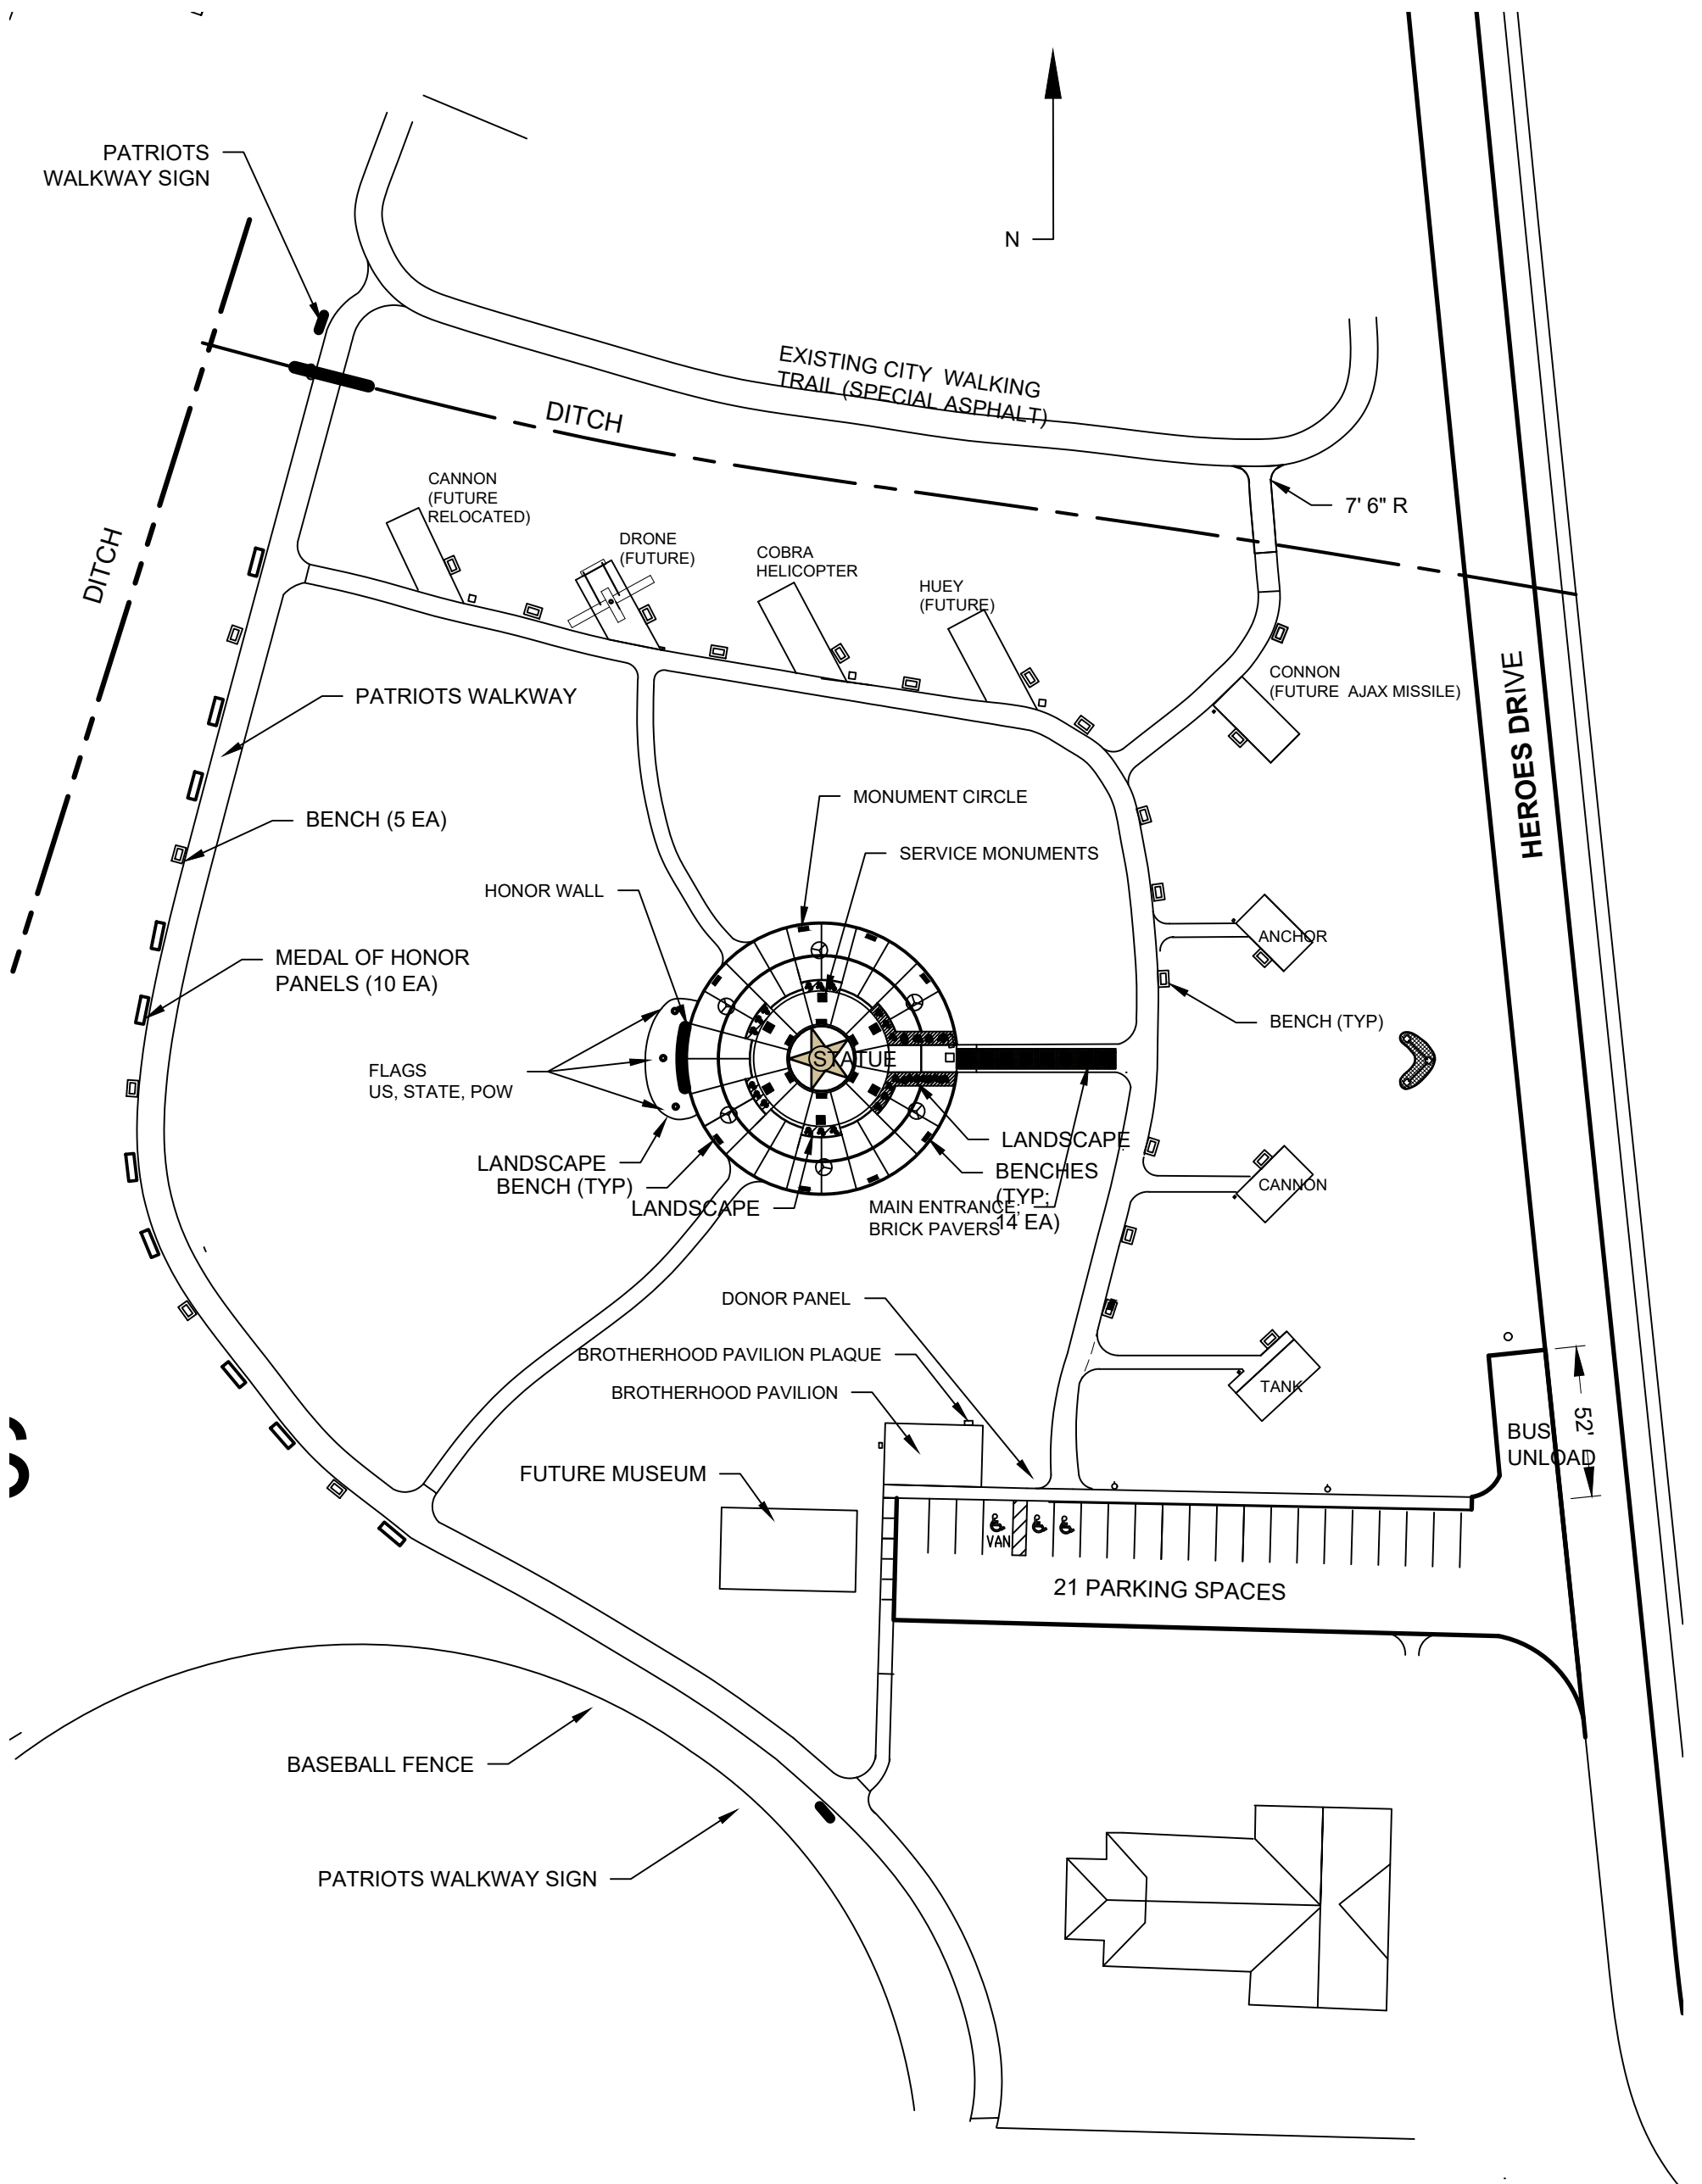 PATRIOTS
WALKWAY SIGN
N
EXISTING CITY WALKING
TRAIL (SPECIAL ASPHALT)
DITCH
DITCH
7' 6" R
CANNON
(FUTURE
RELOCATED)
DRONE
(FUTURE)
COBRA
HELICOPTER
HUEY
(FUTURE)
CONNON
(FUTURE AJAX MISSILE)
HEROES DRIVE
PATRIOTS WALKWAY
MONUMENT CIRCLE
BENCH (5 EA)
SERVICE MONUMENTS
HONOR WALL
ANCHOR
MEDAL OF HONOR
PANELS (10 EA)
BENCH (TYP)
STATUE
FLAGS
US, STATE, POW
LANDSCAPE
LANDSCAPE
BENCH (TYP)
BENCHES
(TYP;
14 EA)
LANDSCAPE
MAIN ENTRANCE;
BRICK PAVERS
CANNON
DONOR PANEL
BROTHERHOOD PAVILION PLAQUE
BROTHERHOOD PAVILION
TANK
52'
BUS
UNLOAD
S
FUTURE MUSEUM
VAN
21 PARKING SPACES
BASEBALL FENCE
PATRIOTS WALKWAY SIGN